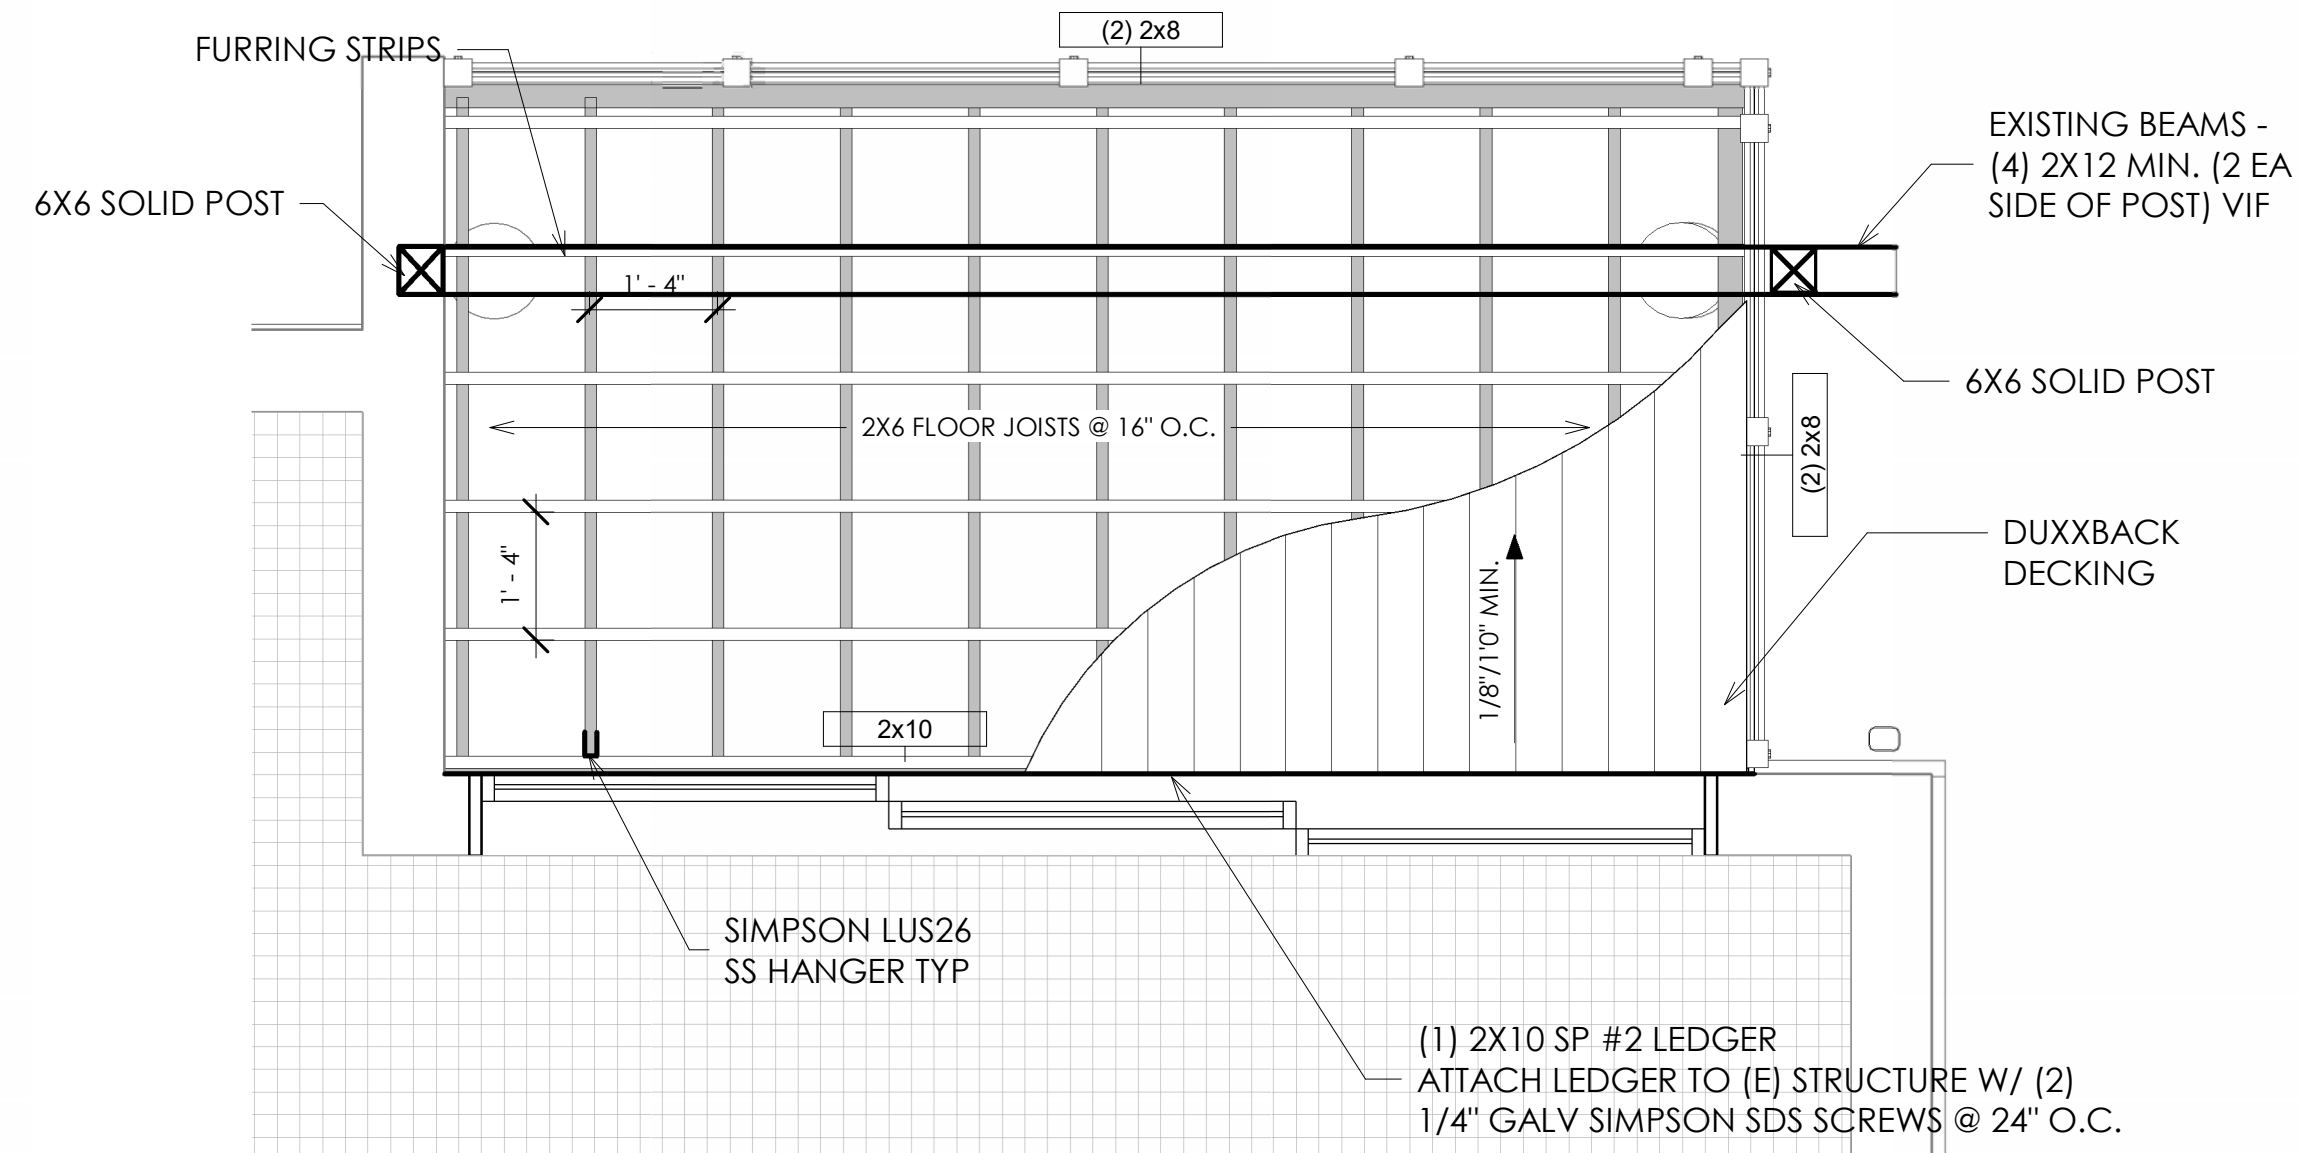 (2) 2x8
FURRING STRIPS
EXISTING BEAMS -
(4) 2X12 MIN. (2 EA
SIDE OF POST) VIF
6X6 SOLID POST
1' - 4"
6X6 SOLID POST
2X6 FLOOR JOISTS @ 16" O.C.
(2) 2x8
DUXXBACK
DECKING
1' - 4"
1/8"/1'0" MIN.
2x10
SIMPSON LUS26
SS HANGER TYP
(1) 2X10 SP #2 LEDGER
ATTACH LEDGER TO (E) STRUCTURE W/ (2)
1/4" GALV SIMPSON SDS SCREWS @ 24" O.C.